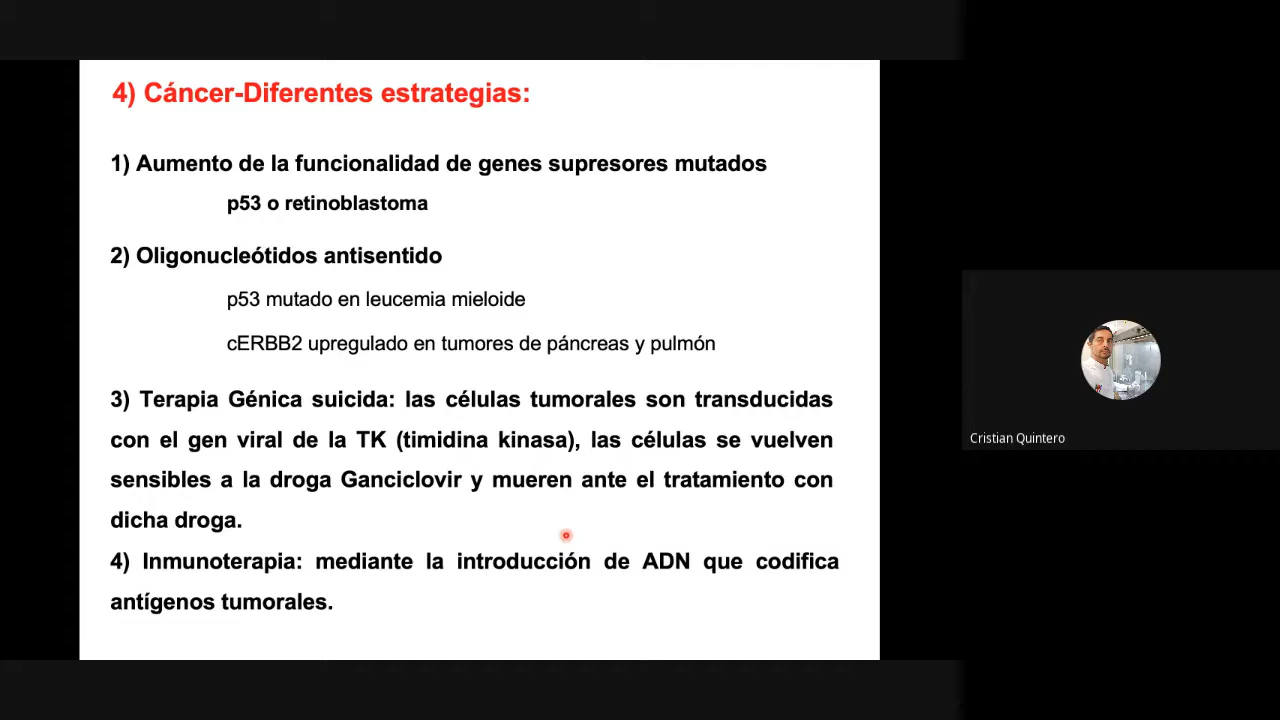 4) Cáncer-Diferentes estrategias:
1) Aumento de la funcionalidad de genes supresores mutados
p53 o retinoblastoma
2) Oligonucleótidos antisentido
p53 mutado en leucemia mieloide
cERBB2 upregulado en tumores de páncreas y pulmón
3) Terapia Génica suicida: las células tumorales son transducidas
con el gen viral de la TK (timidina kinasa), las células se vuelven
sensibles a la droga Ganciclovir y mueren ante el tratamiento con
dicha droga.
4) Inmunoterapia: mediante la introducción de ADN que codifica
antígenos tumorales.
Cristian Quintero